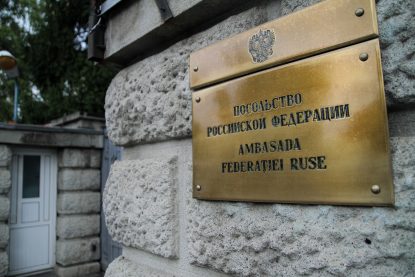 ПОСОЛЬСТВО
РОССИЙСКОЙ ФЕДЕРАЦИИ
AMBASADA
FEDERAȚIEI RUSE